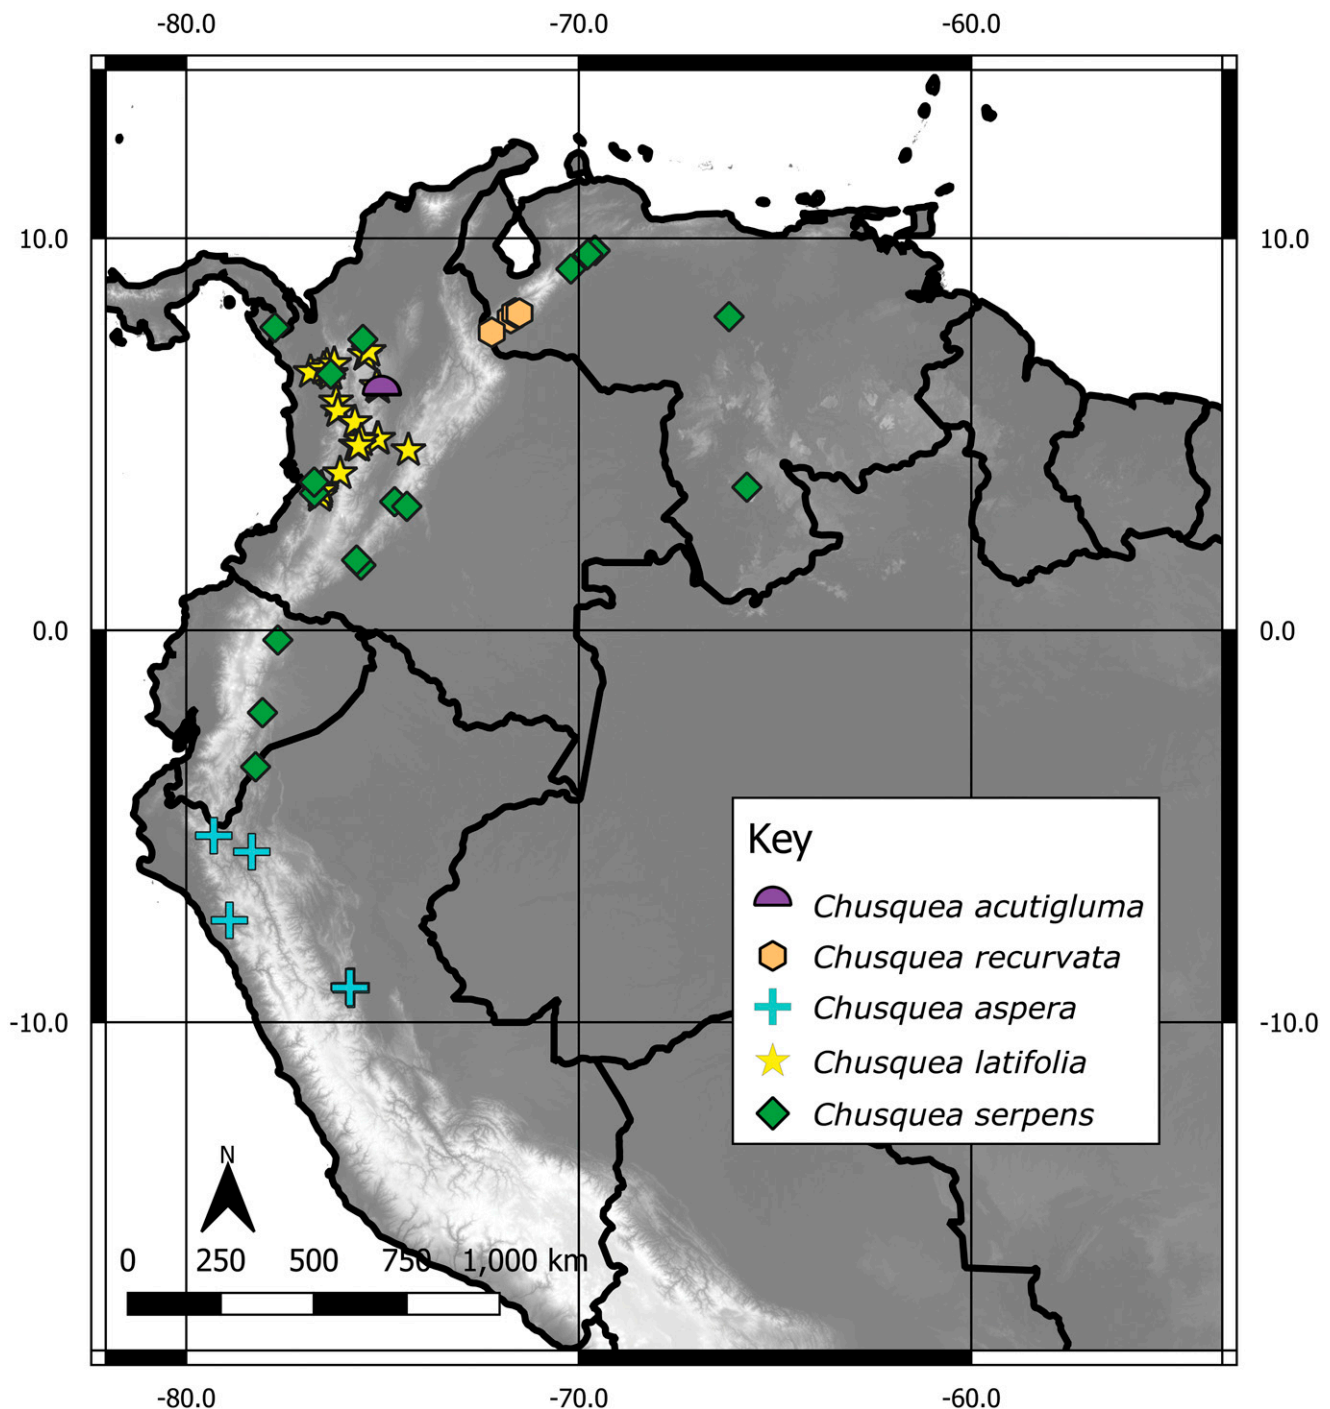 -80.0 -70.0 -60.0
10.0 10.0
0.0 0.0
Key
Chusquea acutigluma
Chusquea recurvata
Chusquea aspera
-10.0 -10.0
Chusquea latifolia
Chusquea serpens
N
0 250 500 750 1,000 km
-80.0 -70.0 -60.0